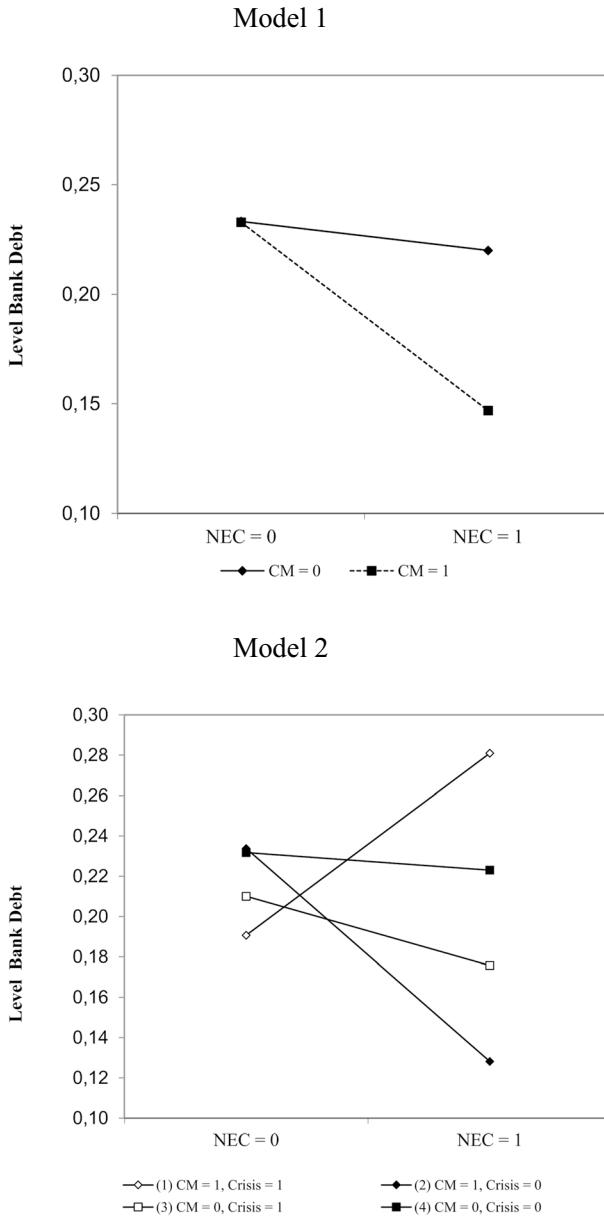 Model 1
0,30
0,25
0,20
0,15
0,10
Level Bank Debt
NEC = 0 NEC = 1
CM = 0 CM = 1
Model 2
0,30
0,28
0,26
0,24
0,22
0,20
0,18
0,16
0,14
0,12
0,10
Level Bank Debt
NEC = 0 NEC = 1
(1) CM = 1, Crisis = 1 (2) CM = 1, Crisis = 0
(3) CM = 0, Crisis = 1 (4) CM = 0, Crisis = 0